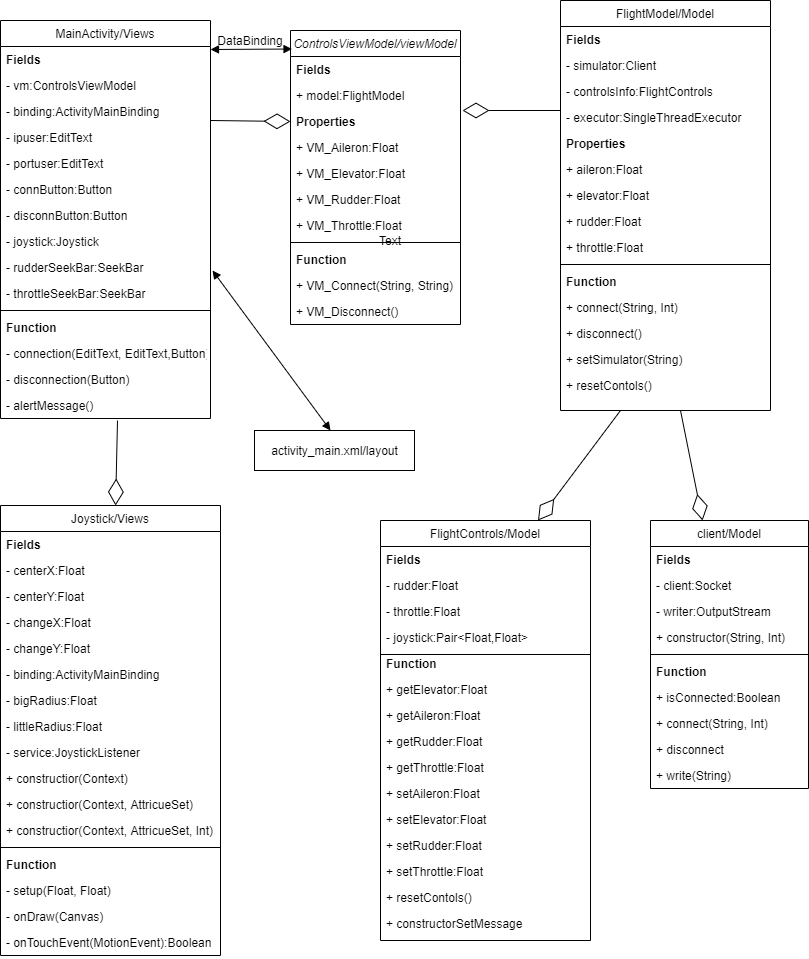 MainActivity/Views
Fields
- vm:ControlsViewModel
- binding:ActivityMainBinding
- ipuser:EditText
- portuser:EditText
- connButton:Button
- disconnButton:Button
- joystick:Joystick
- rudderSeekBar:SeekBar
- throttleSeekBar:SeekBar
Function
- connection(EditText, EditText,Button)
- disconnection(Button)
- alertMessage()
DataBinding
ControlsViewModel/viewModel
Fields
+ model:FlightModel
Properties
+ VM_Aileron:Float
+ VM_Elevator:Float
+ VM_Rudder:Float
+ VM_Throttle:Float
Text
Function
+ VM_Connect(String, String)
+ VM_Disconnect()
FlightModel/Model
Fields
- simulator:Client
- controlsInfo:FlightControls
- executor:SingleThreadExecutor
Properties
+ aileron:Float
+ elevator:Float
+ rudder:Float
+ throttle:Float
Function
+ connect(String, Int)
+ disconnect()
+ setSimulator(String)
+ resetContols()
activity_main.xml/layout
Joystick/Views
Fields
- centerX:Float
- centerY:Float
- changeX:Float
- changeY:Float
- binding:ActivityMainBinding
- bigRadius:Float
- littleRadius:Float
- service:JoystickListener
+ constructior(Context)
+ constructior(Context, AttricueSet)
+ constructior(Context, AttricueSet, Int)
Function
- setup(Float, Float)
- onDraw(Canvas)
- onTouchEvent(MotionEvent):Boolean
FlightControls/Model
Fields
- rudder:Float
- throttle:Float
- joystick:Pair<Float,Float>
Function
+ getElevator:Float
+ getAileron:Float
+ getRudder:Float
+ getThrottle:Float
+ setAileron:Float
+ setElevator:Float
+ setRudder:Float
+ setThrottle:Float
+ resetContols()
+ constructorSetMessage
client/Model
Fields
- client:Socket
- writer:OutputStream
+ constructor(String, Int)
Function
+ isConnected:Boolean
+ connect(String, Int)
+ disconnect
+ write(String)